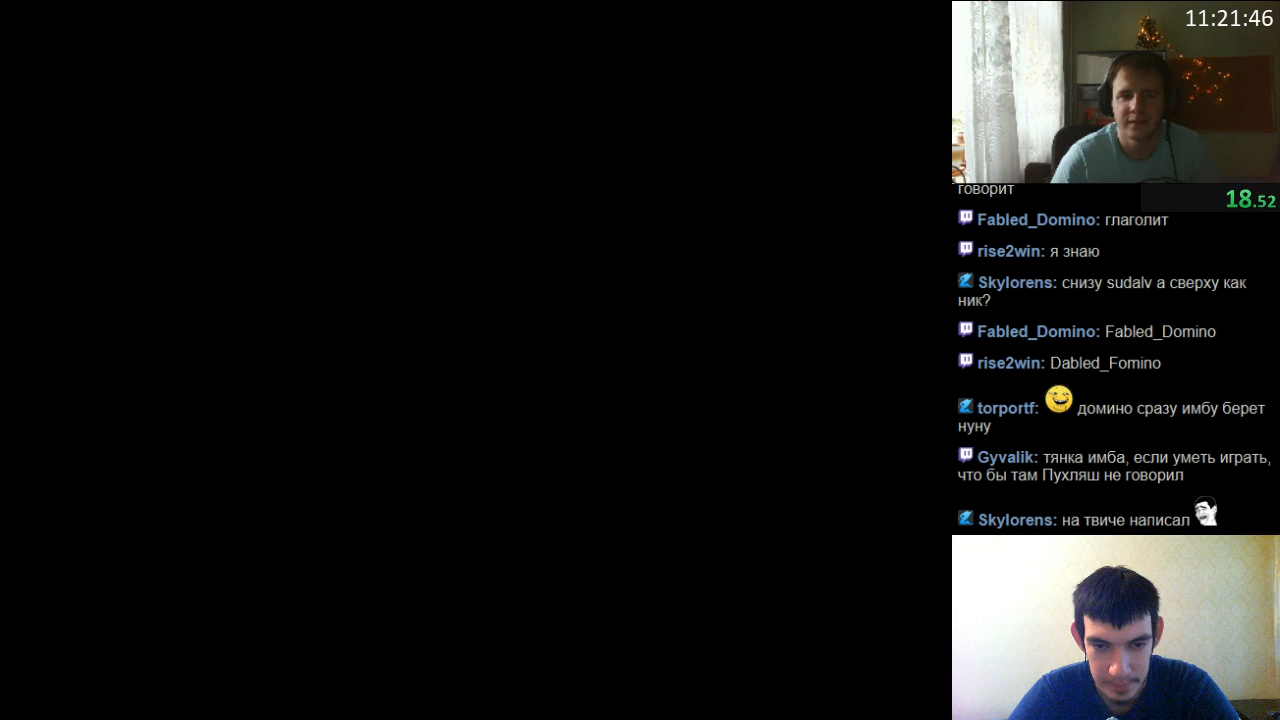 11:21:46
говорит
18.52
Fabled_Domino: глаголит
rise2win: я знаю
Skylorens: снизу sudalv а сверху как
ник?
Fabled_Domino: Fabled_Domino
rise2win: Dabled_Fomino
torportf: домино сразу имбу берет
нуну
Gyvalik: тянка имба, если уметь играть,
что бы там Пухляш не говорил
Skylorens: на твиче написал